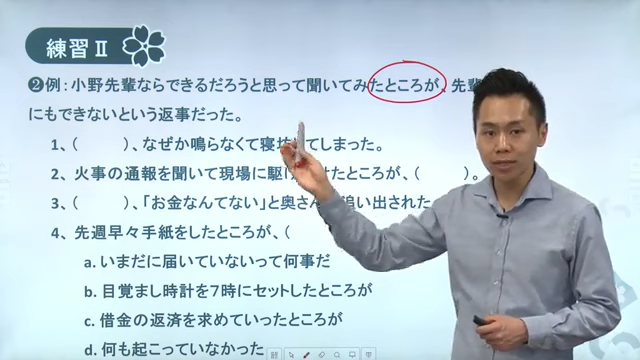 練習Ⅱ
❷例：小野先輩ならできるだろうと思って聞いてみたところが、先
にもできないという返事だった。
1、（　　　）、なぜか鳴らなくて寝坊してしまった。
2、火事の通報を聞いて現場に駆けたところが、（　　　）。
3、（　　　）、「お金なんてない」と奥さん追い出された
4、先週早々手紙をしたところが、（
a. いまだに届いていないって何事だ
b. 目覚まし時計を7時にセットしたところが
c. 借金の返済を求めていったところが
d. 何も起こっていなかった